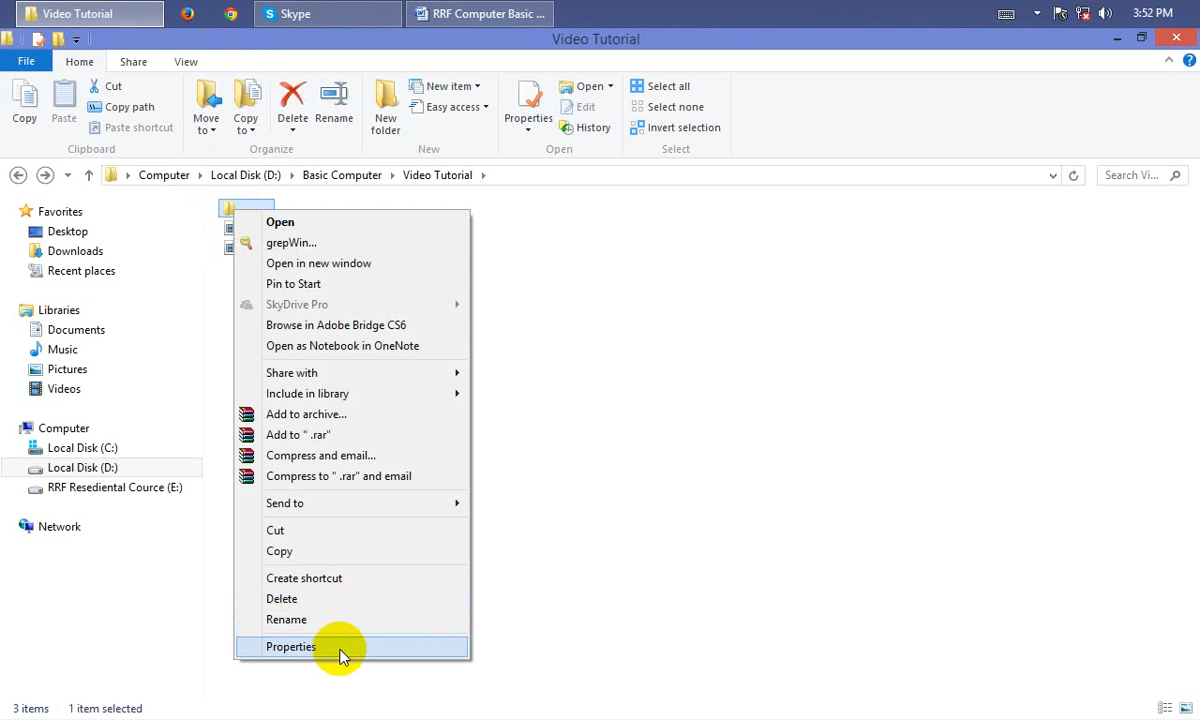 Video Tutorial
Skype
RRF Computer Basic ...
3:52 PM
Video Tutorial
File
Home
Share
View
Copy
Paste
Cut
Copy path
Paste shortcut
Clipboard
Move to
Copy to
Delete
Rename
Organize
New folder
New item
Easy access
New
Properties
Open
Edit
History
Open
Select all
Select none
Invert selection
Select
Computer
Local Disk (D:)
Basic Computer
Video Tutorial
Search Vi...
Favorites
Desktop
Downloads
Recent places
Libraries
Documents
Music
Pictures
Videos
Computer
Local Disk (C:)
Local Disk (D:)
RRF Resediental Cource (E:)
Network
Open
grepWin...
Open in new window
Pin to Start
SkyDrive Pro
Browse in Adobe Bridge CS6
Open as Notebook in OneNote
Share with
Include in library
Add to archive...
Add to " .rar"
Compress and email...
Compress to " .rar" and email
Send to
Cut
Copy
Create shortcut
Delete
Rename
Properties
3 items
1 item selected